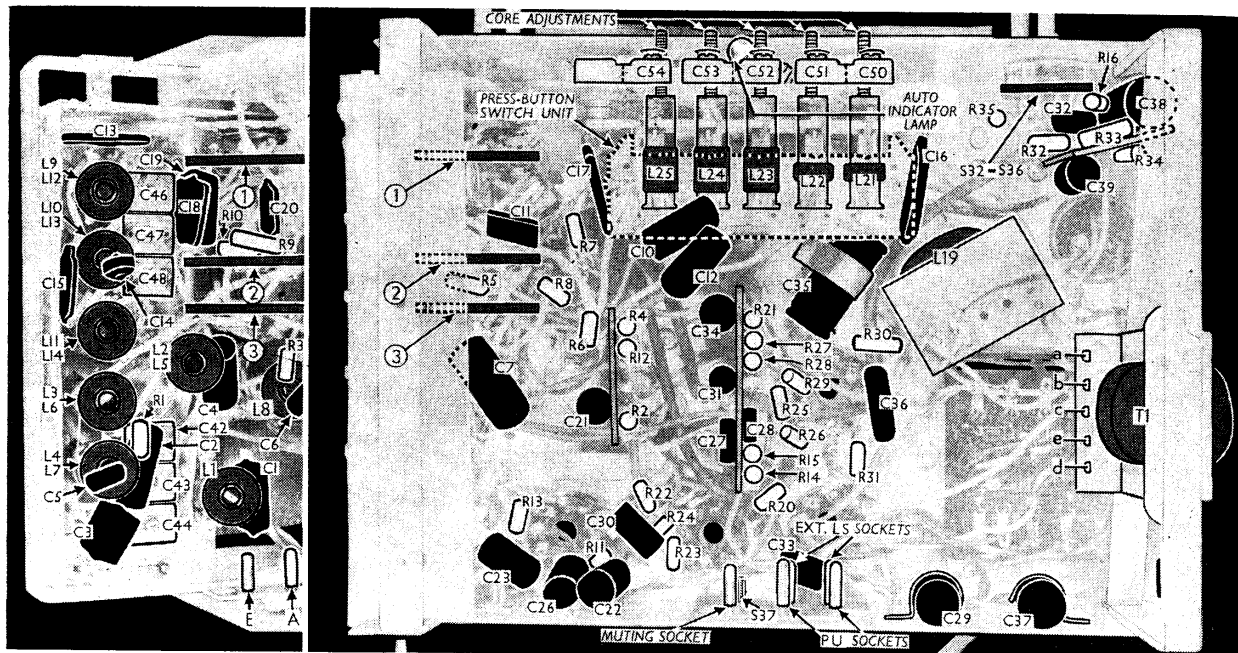 CORE ADJUSTMENTS
C54
C53
C52
C51
C50
PRESS-BUTTON
SWITCH UNIT
AUTO
INDICATOR
LAMP
R16
R35
C32
C38
R33
R32
R34
S32-S36
C39
C13
L9
L12
C19
C46
1
L10
L13
C18
R10
C20
C47
R9
C48
C15
2
C14
3
L11
L14
L2
L5
R3
L3
L6
R1
C4
L8
C42
C6
C2
L4
L7
L1
C1
C5
C43
C3
C44
E
A
1
C17
L25
L24
L23
L22
L21
C16
C11
R7
C10
C12
L19
2
R5
R8
C35
3
R4
C34
R21
R6
R12
R27
R30
R28
C7
R29
C31
a
b
c
e
d
T1
C21
R2
R25
C36
C27
C28
R26
R15
R31
R14
R13
R22
R20
C30
R24
EXT. LS SOCKETS
R11
R23
C33
C23
C26
C22
S37
MUTING SOCKET
PU SOCKETS
C29
C37